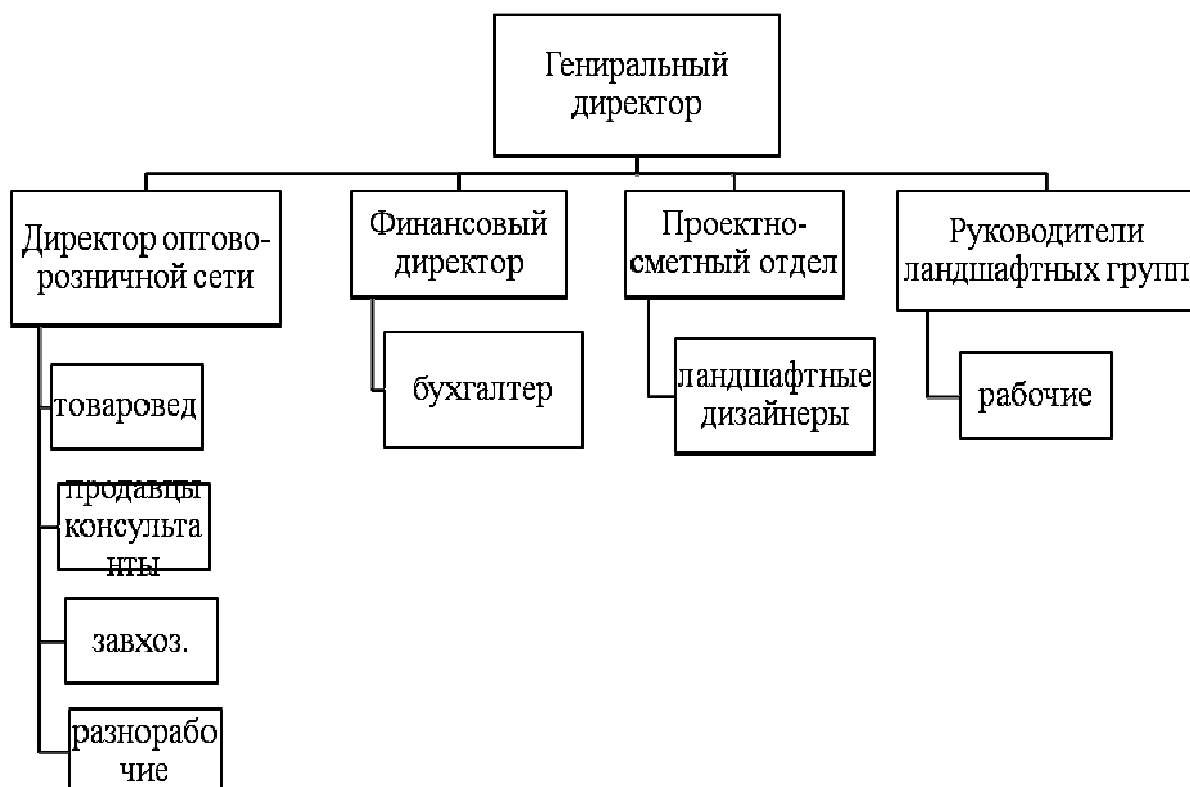 Гениральный
директор
Директор оптово-
розничной сети
Финансовый
директор
Проектно-
сметный отдел
Руководители
ландшафтных групп
товаровед
продавцы
консульта
нты
завхоз.
разнорабо
чие
бухгалтер
ландшафтные
дизайнеры
рабочие